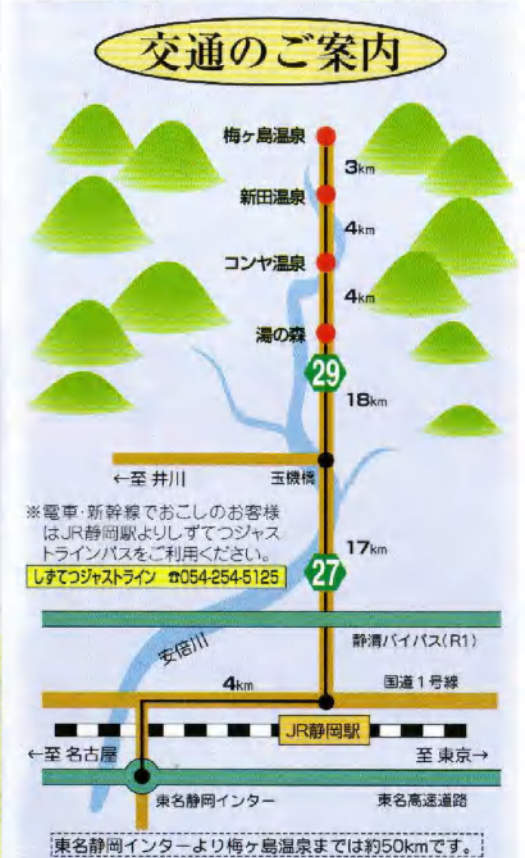 交通のご案内
梅ヶ島温泉
3km
新田温泉
4km
コンヤ温泉
4km
湯の森
29
18km
←至 井川
玉機橋
※電車・新幹線でおこしのお客様
はJR静岡駅よりしずてつジャス
トラインバスをご利用ください。
しずてつジャストライン ☎054-254-5125
17km
27
静清バイパス(R1)
安倍川
4km
国道1号線
JR静岡駅
←至 名古屋
至 東京→
東名静岡インター
東名高速道路
東名静岡インターより梅ヶ島温泉までは約50kmです。